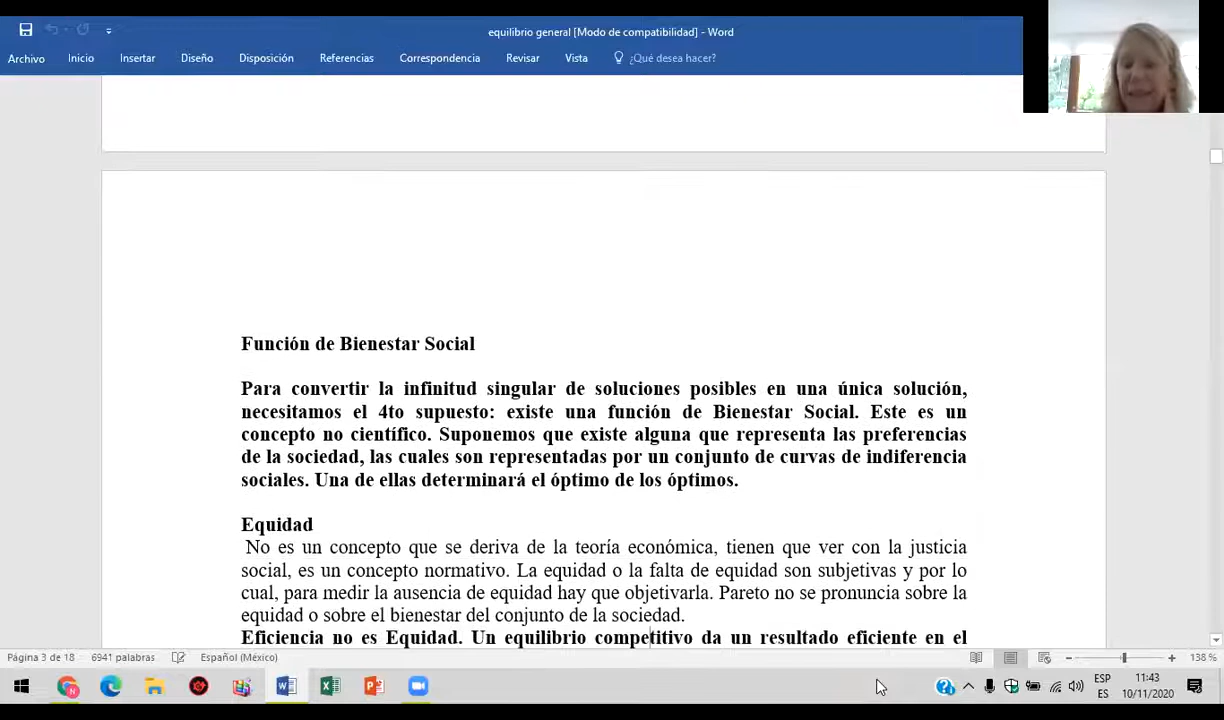 equilibrio general [Modo de compatibilidad] - Word
Archivo Inicio Insertar Diseño Disposición Referencias Correspondencia Revisar Vista ¿Qué desea hacer?
Función de Bienestar Social
Para convertir la infinitud singular de soluciones posibles en una única solución,
necesitamos el 4to supuesto: existe una función de Bienestar Social. Este es un
concepto no científico. Suponemos que existe alguna que representa las preferencias
de la sociedad, las cuales son representadas por un conjunto de curvas de indiferencia
sociales. Una de ellas determinará el óptimo de los óptimos.
Equidad
No es un concepto que se deriva de la teoría económica, tienen que ver con la justicia
social, es un concepto normativo. La equidad o la falta de equidad son subjetivas y por lo
cual, para medir la ausencia de equidad hay que objetivarla. Pareto no se pronuncia sobre la
equidad o sobre el bienestar del conjunto de la sociedad.
Eficiencia no es Equidad. Un equilibrio competitivo da un resultado eficiente en el
Página 3 de 18 6941 palabras Español (México) 138 %
ESP 11:43
ES 10/11/2020